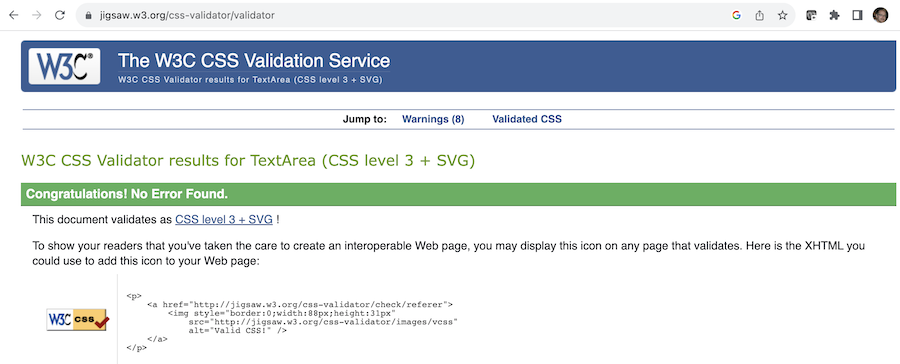 jigsaw.w3.org/css-validator/validator
W3C®
The W3C CSS Validation Service
W3C CSS Validator results for TextArea (CSS level 3 + SVG)
Jump to: Warnings (8) Validated CSS
W3C CSS Validator results for TextArea (CSS level 3 + SVG)
Congratulations! No Error Found.
This document validates as CSS level 3 + SVG !
To show your readers that you've taken the care to create an interoperable Web page, you may display this icon on any page that validates. Here is the XHTML you
could use to add this icon to your Web page:
W3C css
<p>
    <a href="http://jigsaw.w3.org/css-validator/check/referer">
        <img style="border:0;width:88px;height:31px"
            src="http://jigsaw.w3.org/css-validator/images/vcss"
            alt="Valid CSS!" />
    </a>
</p>